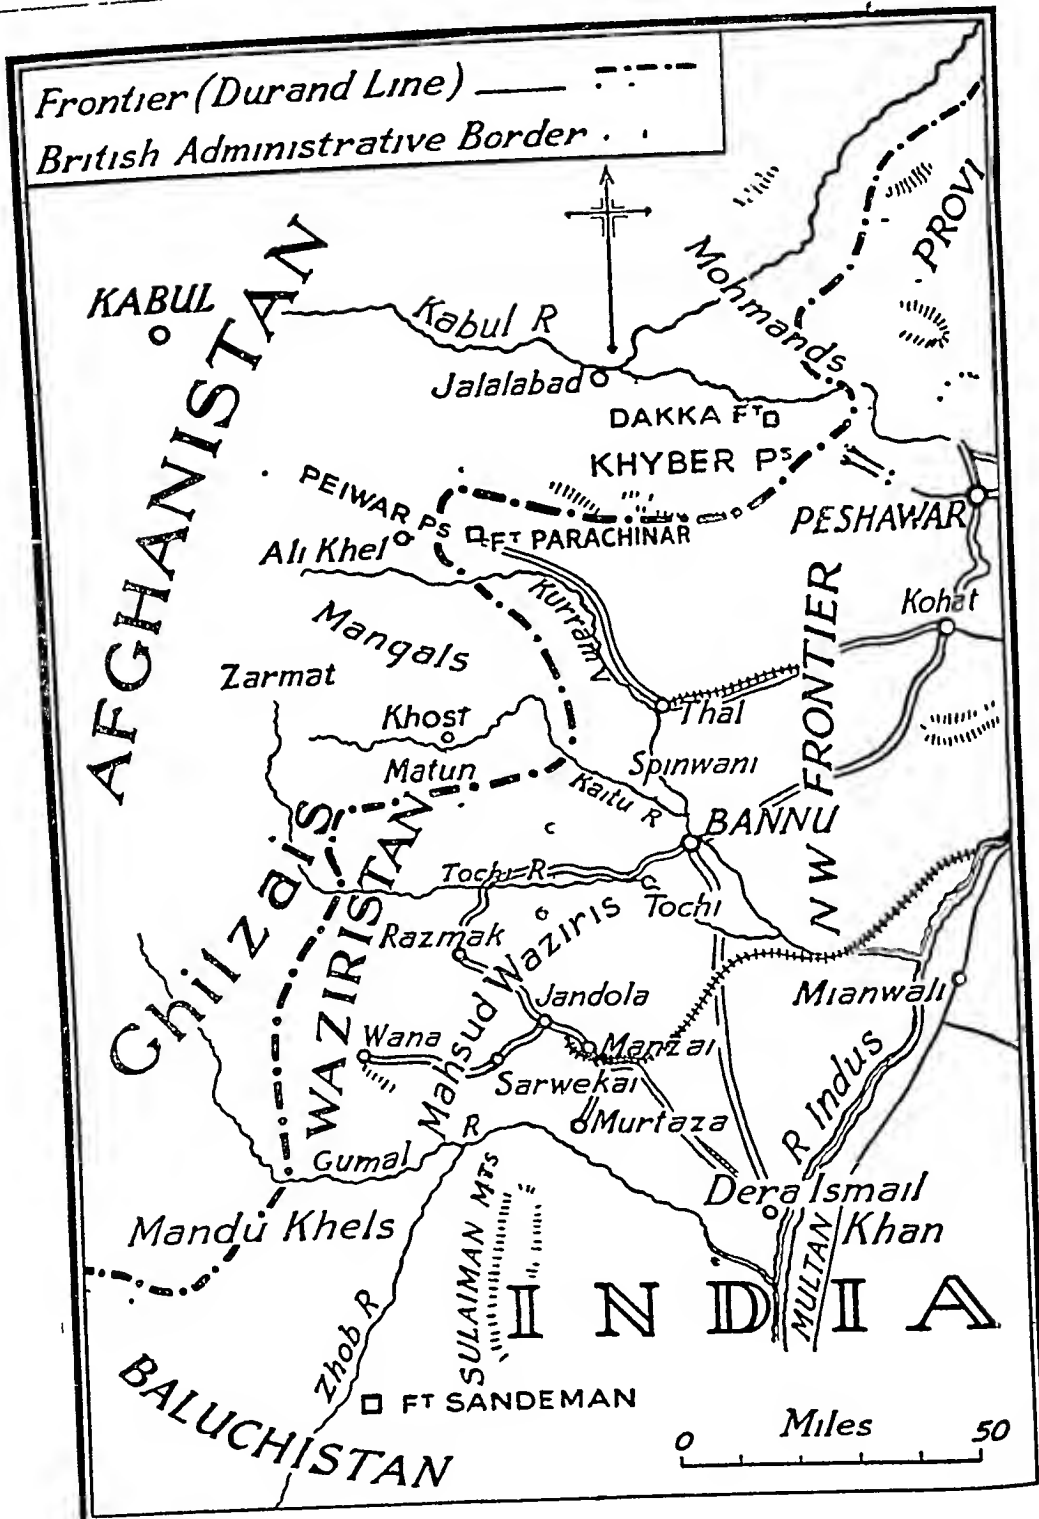 Frontier (Durand Line)
British Administrative Border
KABUL
AFGHANISTAN
Kabul R
Mohmands
PROVI
Jalalabad
DAKKA FT
KHYBER Ps
PEIWAR Ps
FT PARACHINAR
PESHAWAR
Ali Khel
Kurram V
Kohat
Mangals
Zarmat
Khost
Thal
N W FRONTIER
Matun
Spinwani
Kaitu R
BANNU
Ghilzais
WAZIRISTAN
Tochi R
Tochi
Razmak
Mahsud Waziris
Jandola
Mianwali
Wana
Manzai
Sarwekai
R Indus
Murtaza
Gumal R
Dera Ismail
Khan
Mandu Khels
SULAIMAN MTS
MULTAN
INDIA
Zhob R
FT SANDEMAN
BALUCHISTAN
Miles
0 50